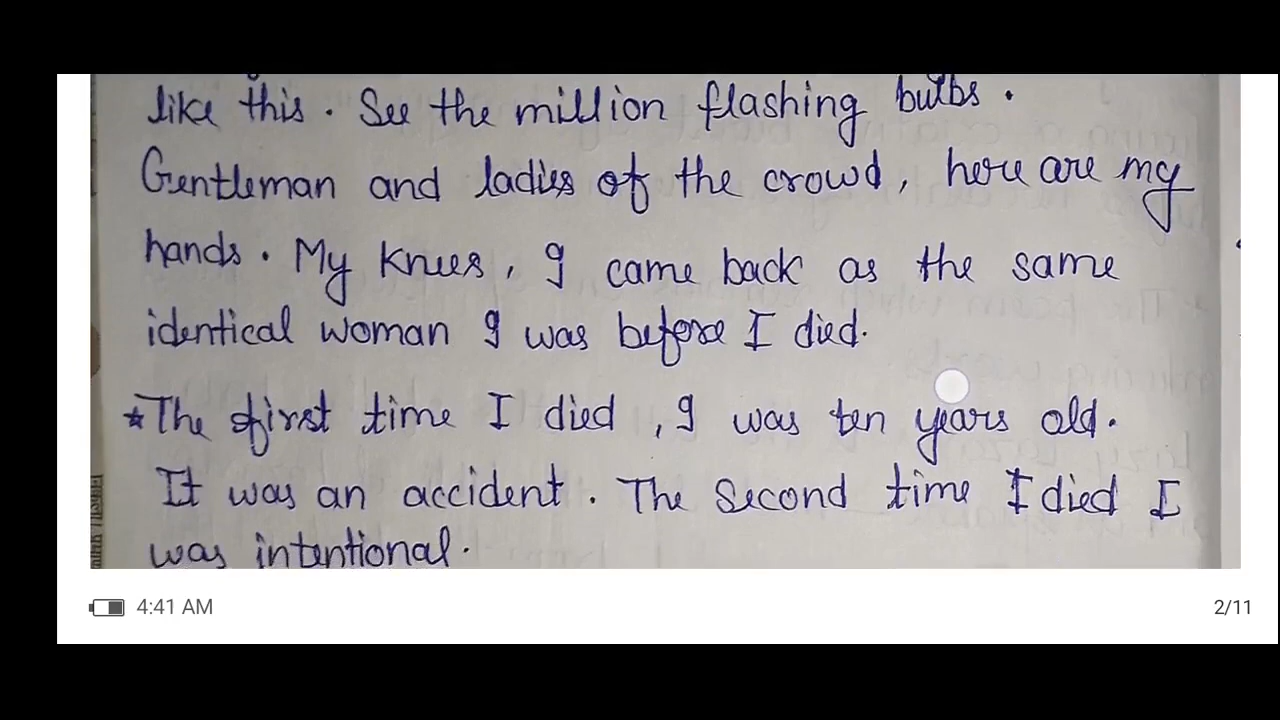 like this. See the million flashing bulbs.
Gentleman and ladies of the crowd, here are my
hands. My knees, I came back as the same
identical woman I was before I died.
*The first time I died, I was ten years old.
It was an accident. The second time I died I
was intentional.
4:41 AM
2/11